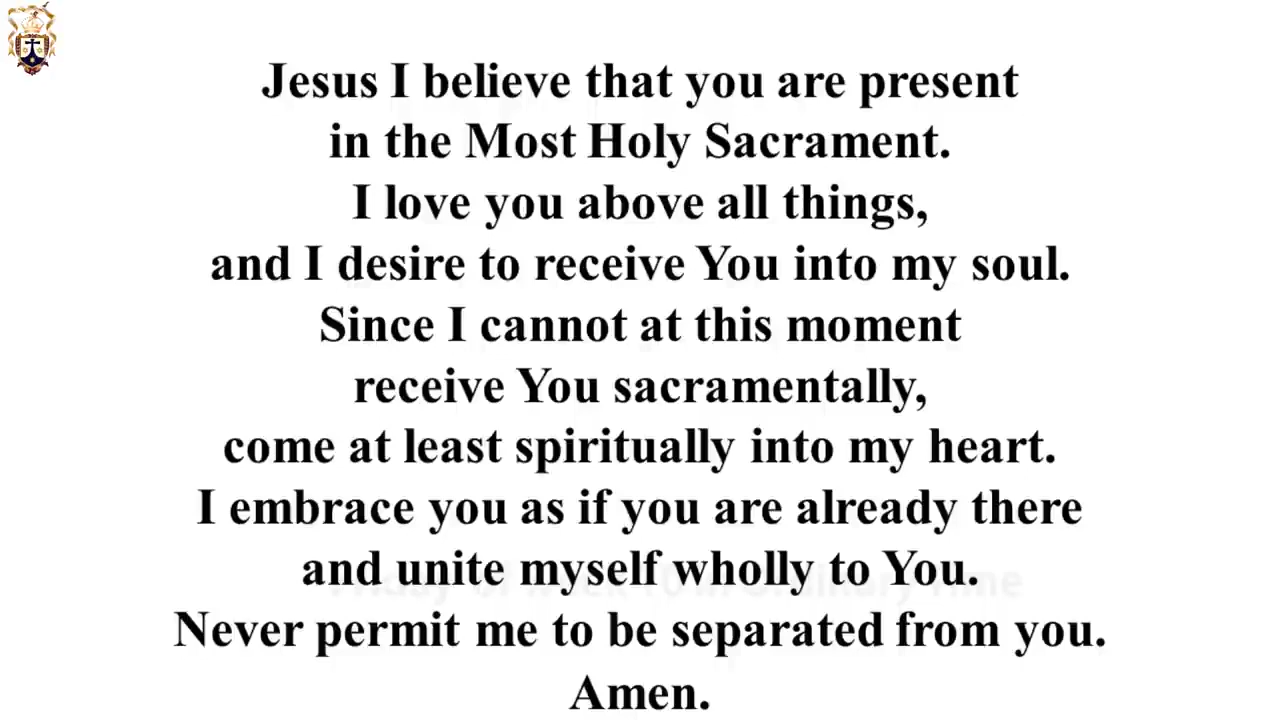 Jesus I believe that you are present
in the Most Holy Sacrament.
I love you above all things,
and I desire to receive You into my soul.
Since I cannot at this moment
receive You sacramentally,
come at least spiritually into my heart.
I embrace you as if you are already there
and unite myself wholly to You.
Never permit me to be separated from you.
Amen.